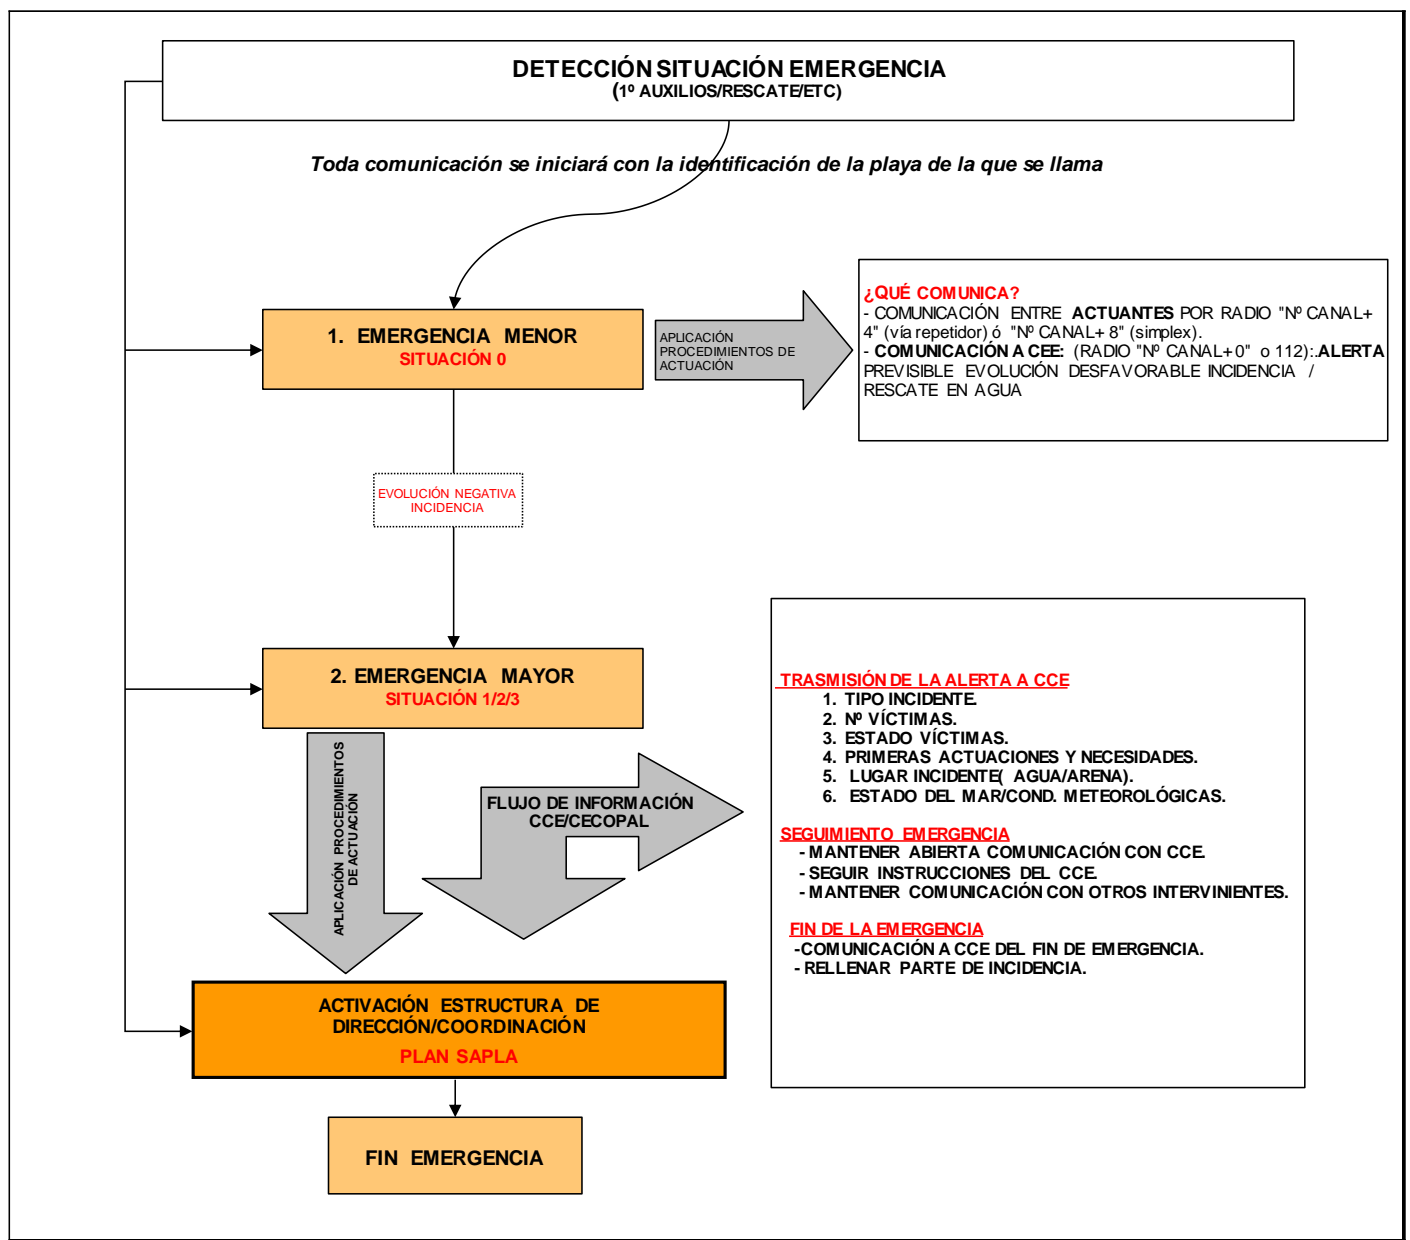 DETECCIÓN SITUACIÓN EMERGENCIA
(1º AUXILIOS/RESCATE/ETC)
Toda comunicación se iniciará con la identificación de la playa de la que se llama
1. EMERGENCIA MENOR
SITUACIÓN 0
APLICACIÓN
PROCEDIMIENTOS DE
ACTUACIÓN
¿QUÉ COMUNICA?
- COMUNICACIÓN ENTRE ACTUANTES POR RADIO "Nº CANAL+
4" (vía repetidor) ó "Nº CANAL+ 8" (simplex).
- COMUNICACIÓN A CEE: (RADIO "Nº CANAL+0" o 112):.ALERTA
PREVISIBLE EVOLUCIÓN DESFAVORABLE INCIDENCIA /
RESCATE EN AGUA
EVOLUCIÓN NEGATIVA
INCIDENCIA
2. EMERGENCIA MAYOR
SITUACIÓN 1/2/3
APLICACIÓN PROCEDIMIENTOS
DE ACTUACIÓN
FLUJO DE INFORMACIÓN
CCE/CECOPAL
TRASMISIÓN DE LA ALERTA A CCE
1. TIPO INCIDENTE.
2. Nº VÍCTIMAS.
3. ESTADO VÍCTIMAS.
4. PRIMERAS ACTUACIONES Y NECESIDADES.
5. LUGAR INCIDENTE( AGUA/ARENA).
6. ESTADO DEL MAR/COND. METEOROLÓGICAS.
SEGUIMIENTO EMERGENCIA
- MANTENER ABIERTA COMUNICACIÓN CON CCE.
- SEGUIR INSTRUCCIONES DEL CCE.
- MANTENER COMUNICACIÓN CON OTROS INTERVINIENTES.
FIN DE LA EMERGENCIA
-COMUNICACIÓN A CCE DEL FIN DE EMERGENCIA.
- RELLENAR PARTE DE INCIDENCIA.
ACTIVACIÓN ESTRUCTURA DE
DIRECCIÓN/COORDINACIÓN
PLAN SAPLA
FIN EMERGENCIA